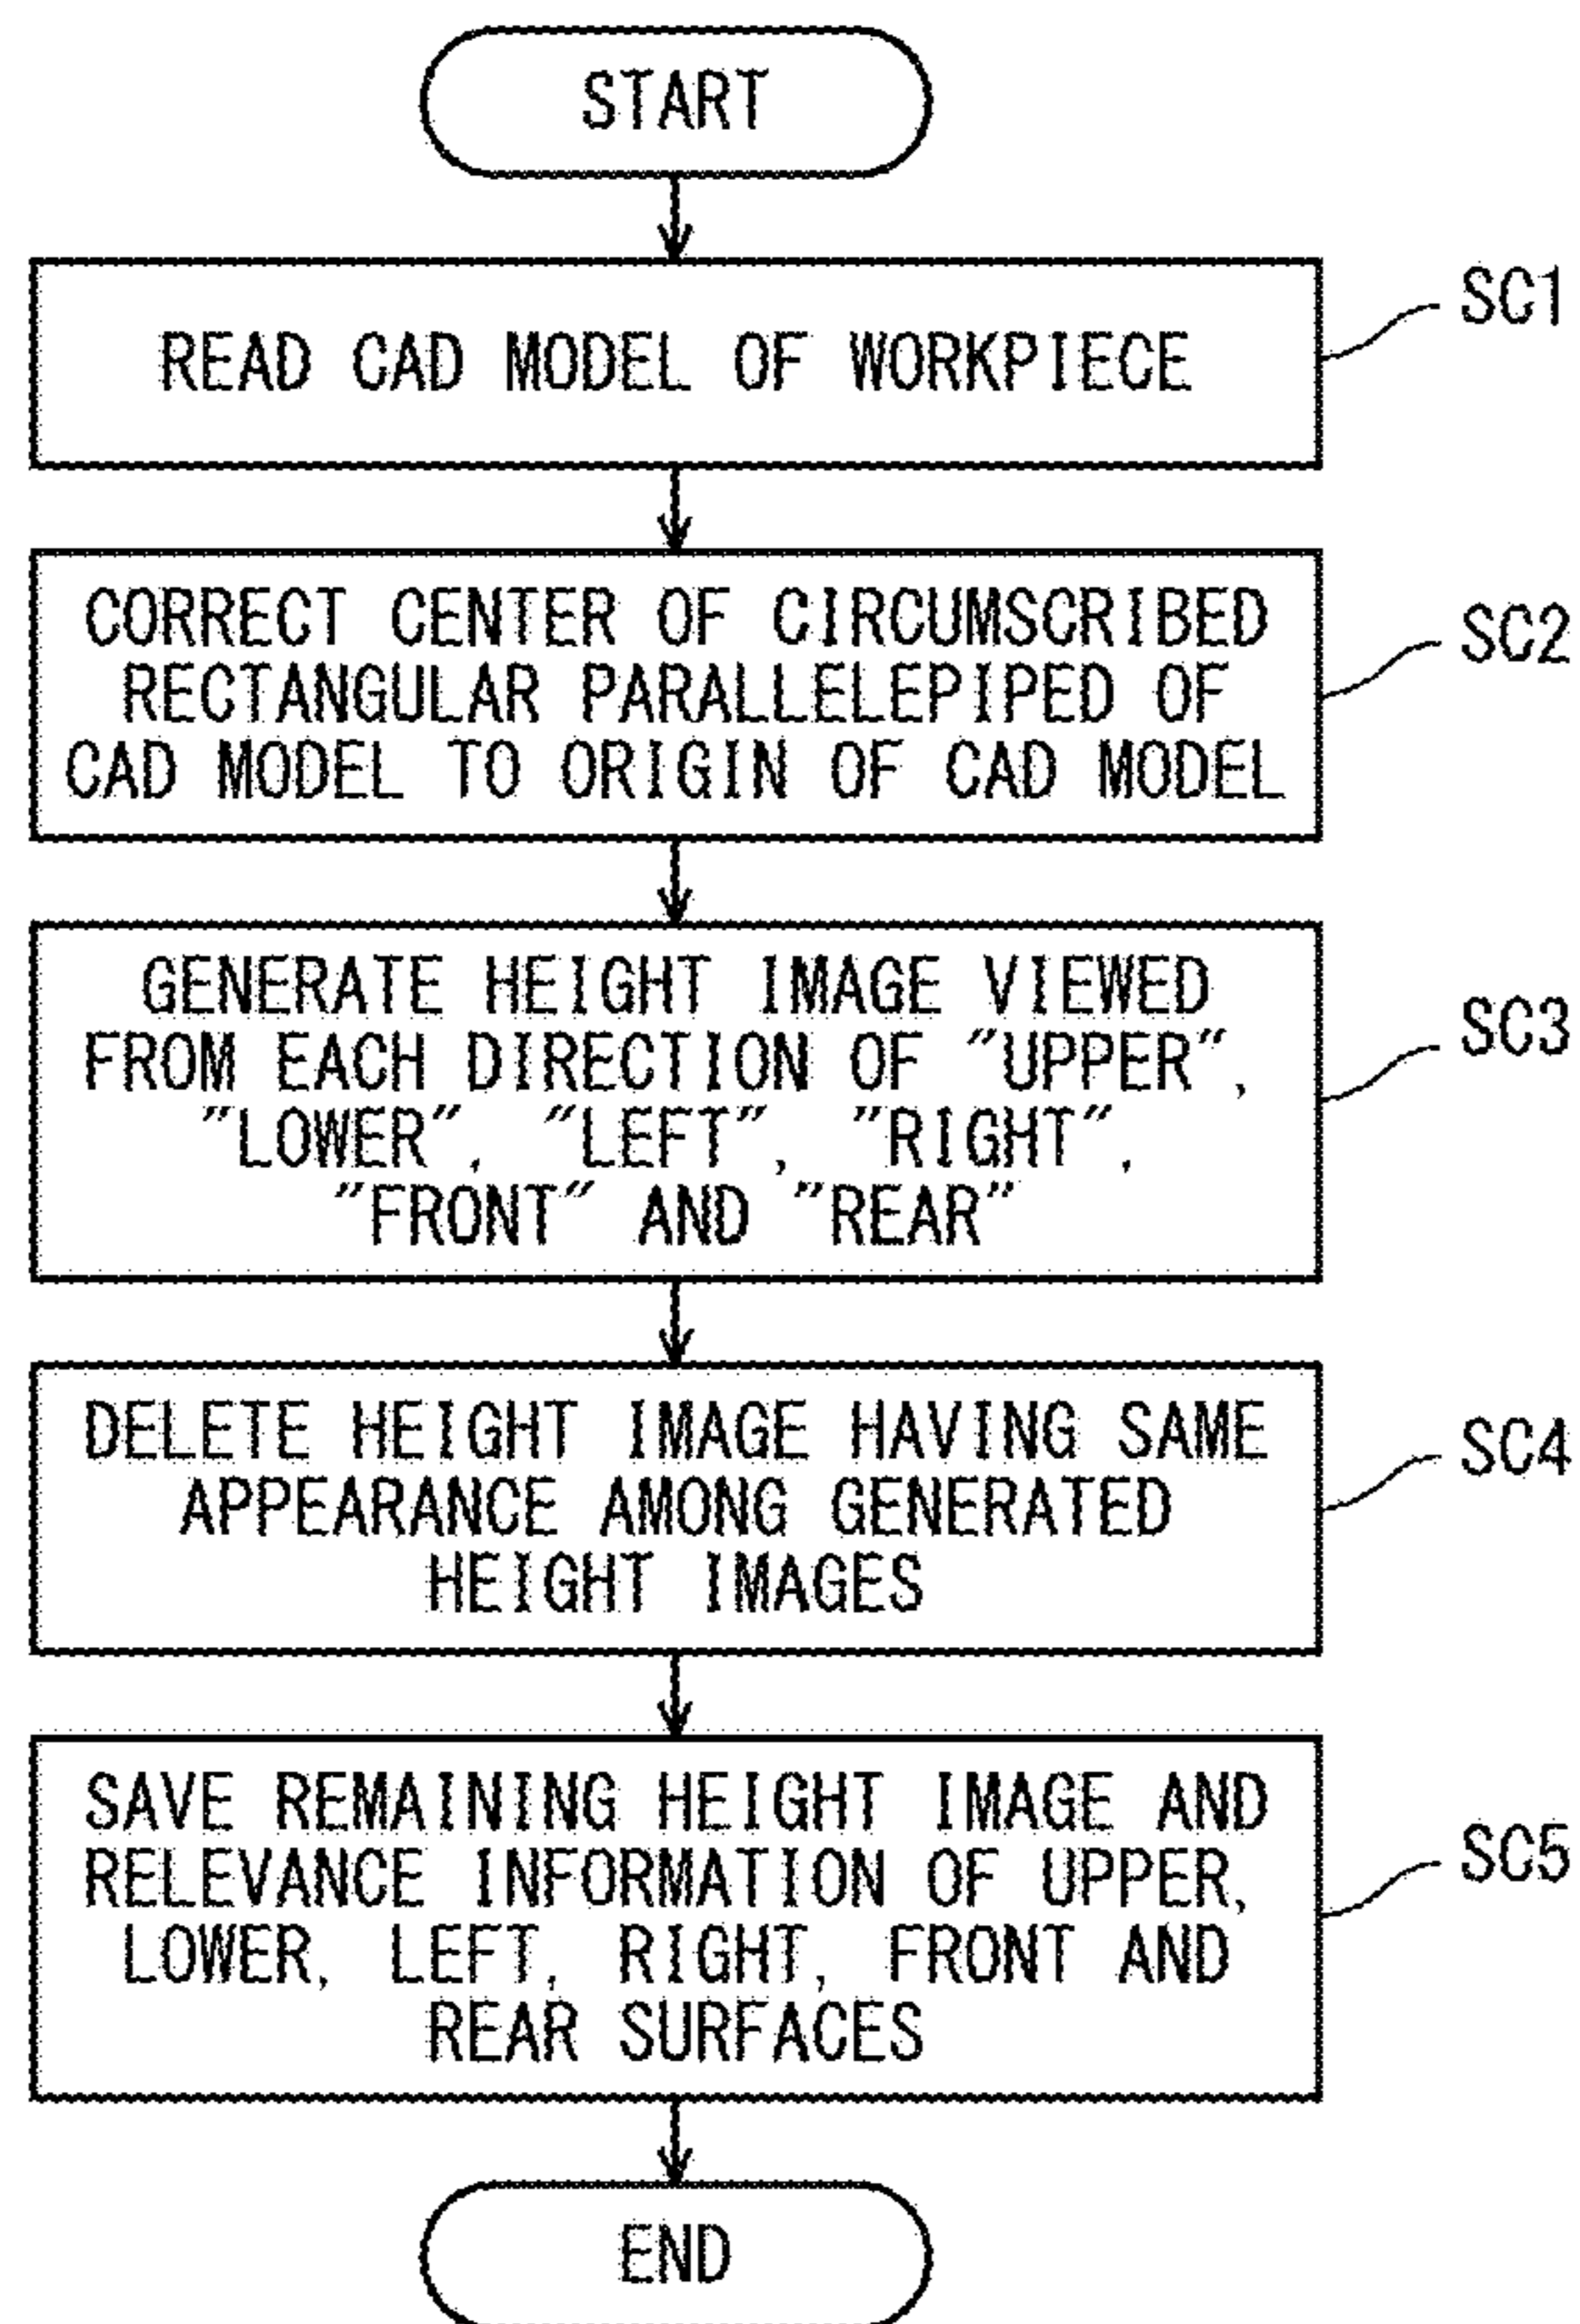 START
READ CAD MODEL OF WORKPIECE
SC1
CORRECT CENTER OF CIRCUMSCRIBED
RECTANGULAR PARALLELEPIPED OF
CAD MODEL TO ORIGIN OF CAD MODEL
SC2
GENERATE HEIGHT IMAGE VIEWED
FROM EACH DIRECTION OF "UPPER",
"LOWER", "LEFT", "RIGHT",
"FRONT" AND "REAR"
SC3
DELETE HEIGHT IMAGE HAVING SAME
APPEARANCE AMONG GENERATED
HEIGHT IMAGES
SC4
SAVE REMAINING HEIGHT IMAGE AND
RELEVANCE INFORMATION OF UPPER,
LOWER, LEFT, RIGHT, FRONT AND
REAR SURFACES
SC5
END